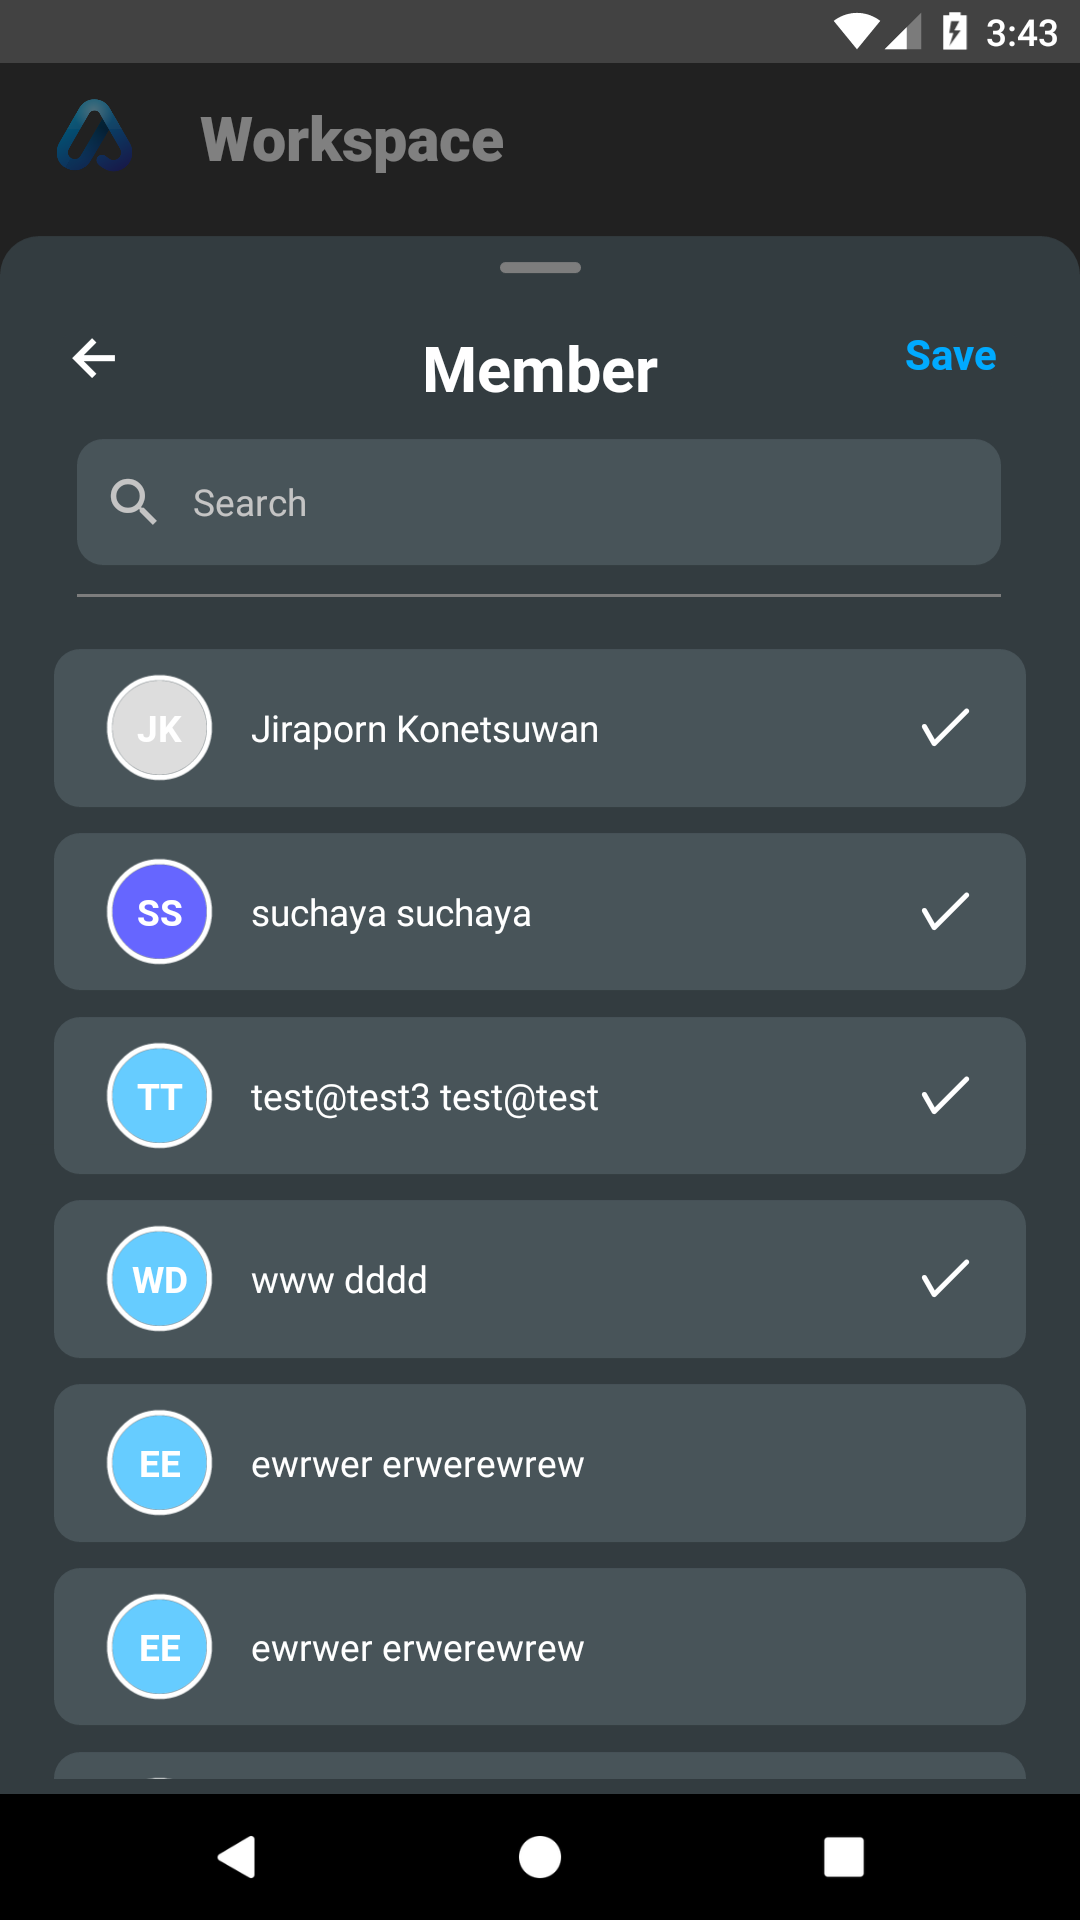 3:43
Workspace
Member
Save
Search
JK
Jiraporn Konetsuwan
SS
suchaya suchaya
TT
test@test3 test@test
WD
www dddd
EE
ewrwer erwerewrew
EE
ewrwer erwerewrew